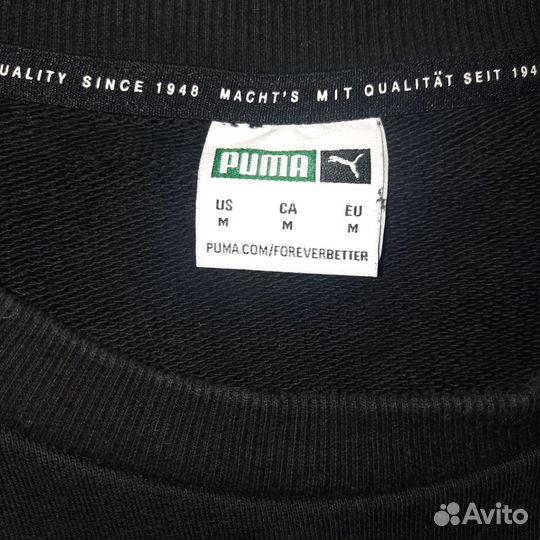 QUALITY SINCE 1948 MACHT'S MIT QUALITÄT SEIT 194
PUMA
US CA EU
M M M
PUMA.COM/FOREVERBETTER
Avito